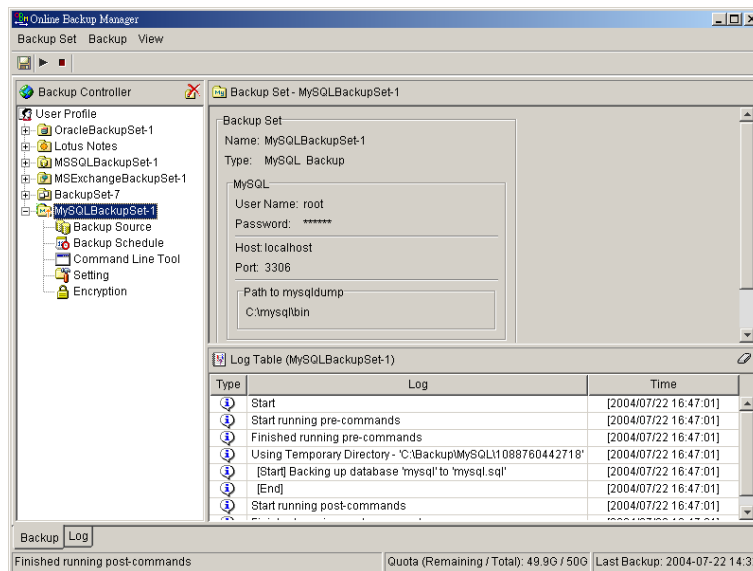 Online Backup Manager
Backup Set Backup View
Backup Controller
User Profile
OracleBackupSet-1
Lotus Notes
MSSQLBackupSet-1
MSExchangeBackupSet-1
BackupSet-7
MySQLBackupSet-1
Backup Source
Backup Schedule
Command Line Tool
Setting
Encryption
Backup Set - MySQLBackupSet-1
Backup Set
Name: MySQLBackupSet-1
Type: MySQL Backup
MySQL
User Name: root
Password: ******
Host: localhost
Port: 3306
Path to mysqldump
C:\mysql\bin
Log Table (MySQLBackupSet-1)
Type Log Time
Start [2004/07/22 16:47:01]
Start running pre-commands [2004/07/22 16:47:01]
Finished running pre-commands [2004/07/22 16:47:01]
Using Temporary Directory - 'C:\Backup\MySQL\1088760442718' [2004/07/22 16:47:01]
[Start] Backing up database 'mysql' to 'mysql.sql' [2004/07/22 16:47:01]
[End] [2004/07/22 16:47:01]
Start running post-commands [2004/07/22 16:47:01]
Backup Log
Finished running post-commands
Quota (Remaining / Total): 49.9G / 50G
Last Backup: 2004-07-22 14:3